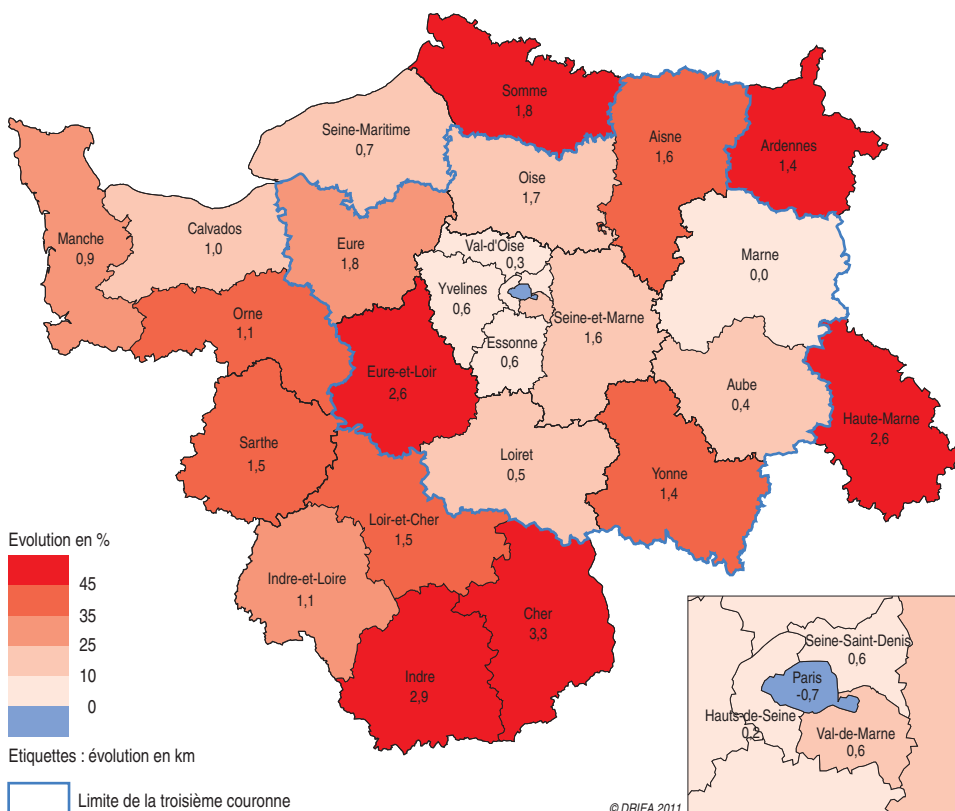 Somme
1,8
Seine-Maritime
0,7
Aisne
1,6
Ardennes
1,4
Oise
1,7
Manche
0,9
Calvados
1,0
Eure
1,8
Val-d'Oise
0,3
Marne
0,0
Yvelines
0,6
Orne
1,1
Seine-et-Marne
1,6
Essonne
0,6
Eure-et-Loir
2,6
Aube
0,4
Haute-Marne
2,6
Sarthe
1,5
Loiret
0,5
Yonne
1,4
Loir-et-Cher
1,5
Indre-et-Loire
1,1
Cher
3,3
Indre
2,9
Evolution en %
45
35
25
10
0
Etiquettes : évolution en km
Limite de la troisième couronne
Seine-Saint-Denis
0,6
Paris
-0,7
Hauts-de-Seine
0,2
Val-de-Marne
0,6
© DRIEA 2011